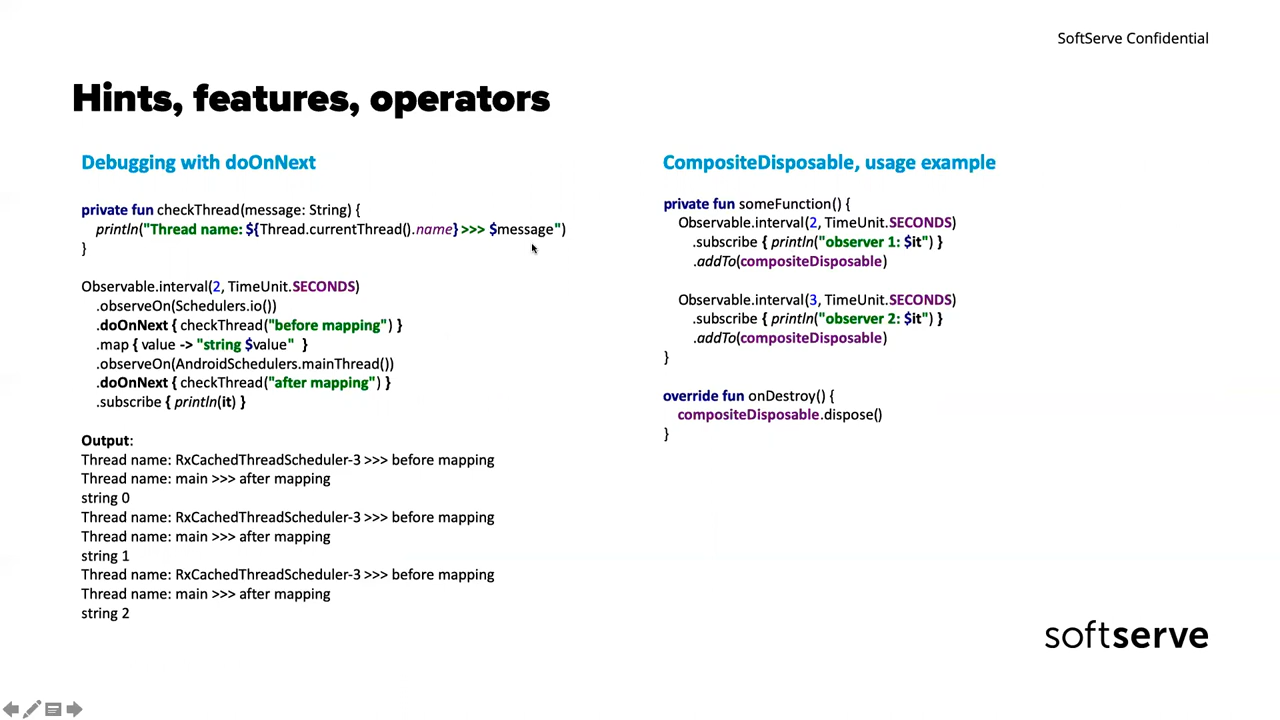 SoftServe Confidential
Hints, features, operators
Debugging with doOnNext
private fun checkThread(message: String) {
println("Thread name: ${Thread.currentThread().name} >>> $message")
}
Observable.interval(2, TimeUnit.SECONDS)
.observeOn(Schedulers.io())
.doOnNext { checkThread("before mapping") }
.map { value -> "string $value" }
.observeOn(AndroidSchedulers.mainThread())
.doOnNext { checkThread("after mapping") }
.subscribe { println(it) }
Output:
Thread name: RxCachedThreadScheduler-3 >>> before mapping
Thread name: main >>> after mapping
string 0
Thread name: RxCachedThreadScheduler-3 >>> before mapping
Thread name: main >>> after mapping
string 1
Thread name: RxCachedThreadScheduler-3 >>> before mapping
Thread name: main >>> after mapping
string 2
CompositeDisposable, usage example
private fun someFunction() {
Observable.interval(2, TimeUnit.SECONDS)
.subscribe { println("observer 1: $it") }
.addTo(compositeDisposable)
Observable.interval(3, TimeUnit.SECONDS)
.subscribe { println("observer 2: $it") }
.addTo(compositeDisposable)
}
override fun onDestroy() {
compositeDisposable.dispose()
}
softserve